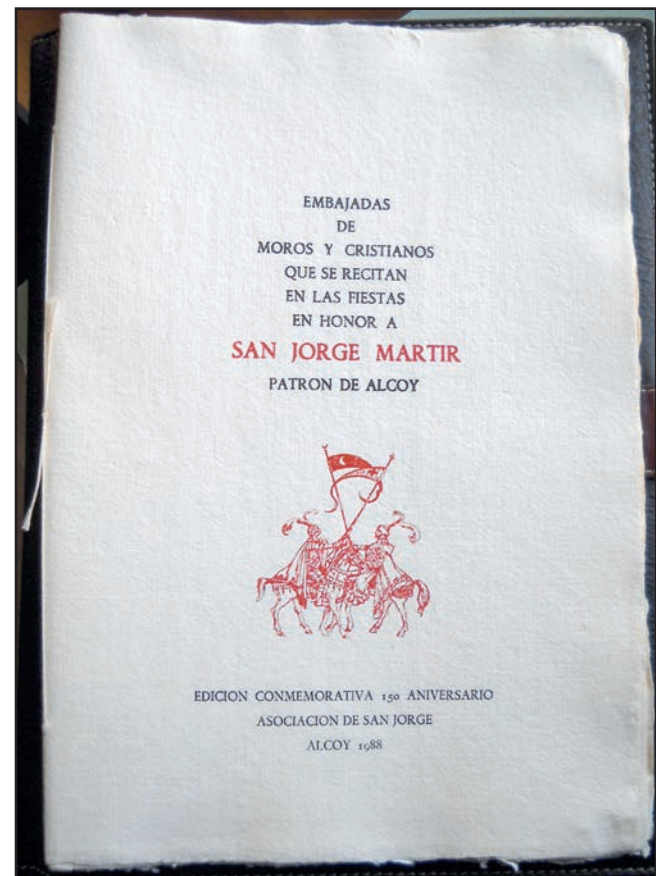 EMBAJADAS
DE
MOROS Y CRISTIANOS
QUE SE RECITAN
EN LAS FIESTAS
EN HONOR A
SAN JORGE MARTIR
PATRON DE ALCOY
EDICION CONMEMORATIVA 150 ANIVERSARIO
ASOCIACION DE SAN JORGE
ALCOY 1988